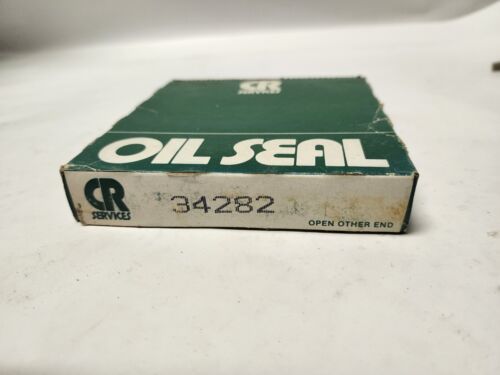 CR
SERVICES
OIL SEAL
CR
SERVICES
34282
OPEN OTHER END